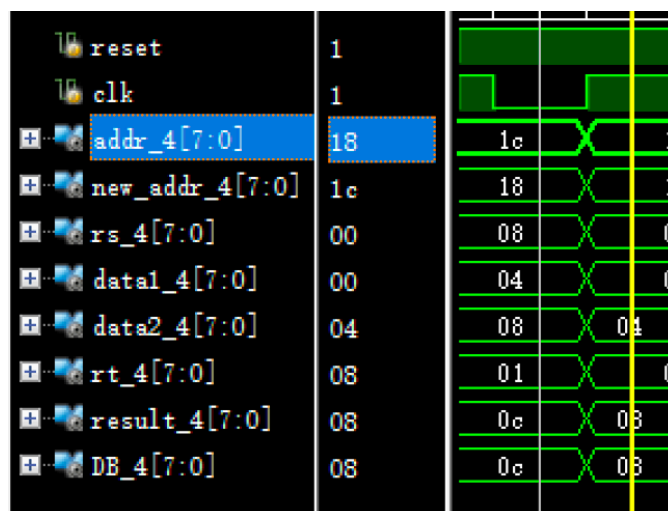 reset 1
clk 1
addr_4[7:0] 18 1c
new_addr_4[7:0] 1c 18
rs_4[7:0] 00 08
data1_4[7:0] 00 04
data2_4[7:0] 04 08 04
rt_4[7:0] 08 01
result_4[7:0] 08 0c 08
DB_4[7:0] 08 0c 08